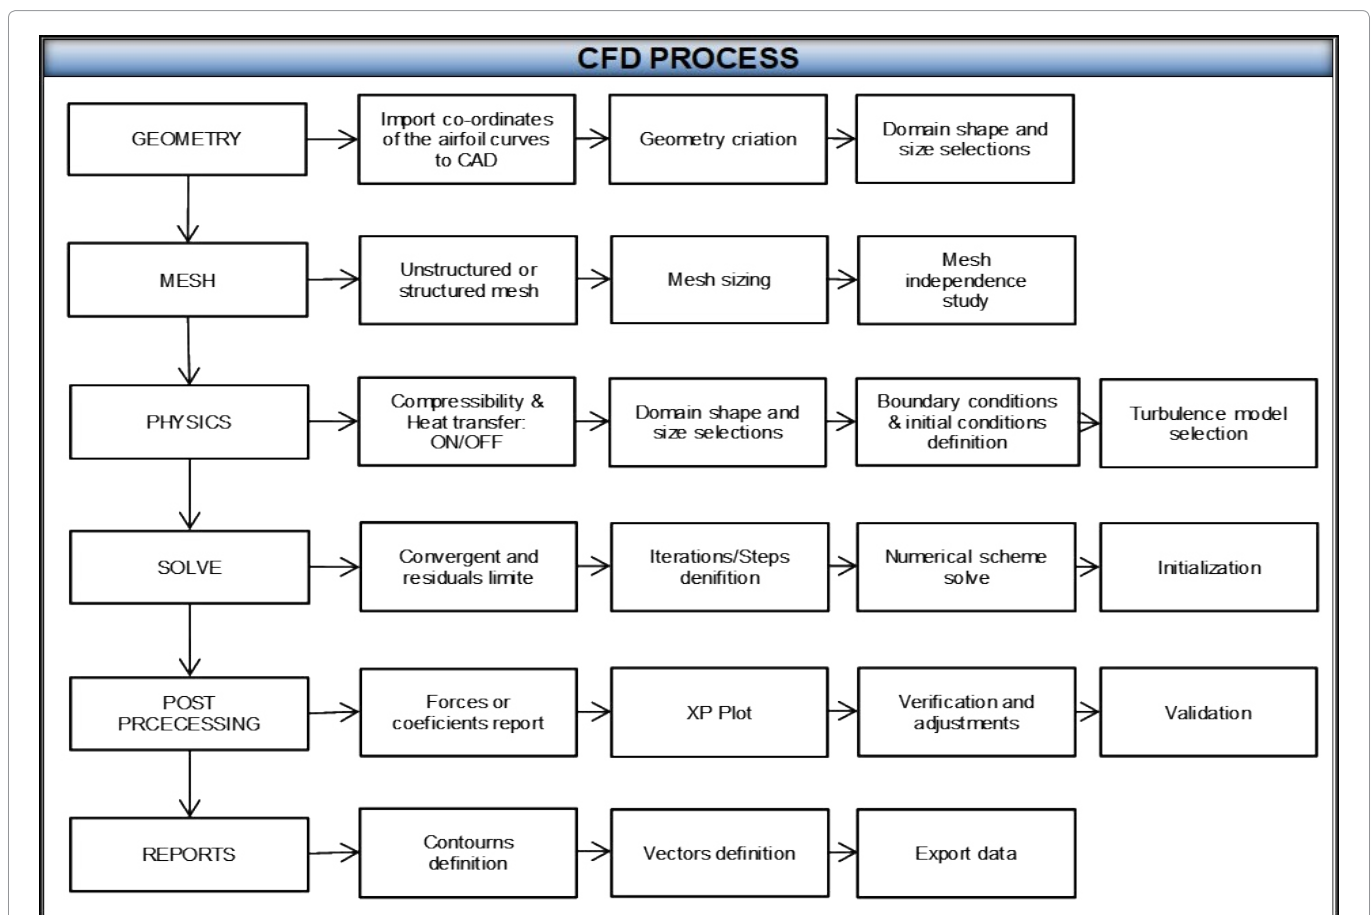 CFD PROCESS
GEOMETRY
Import co-ordinates
of the airfoil curves
to CAD
Geometry criation
Domain shape and
size selections
MESH
Unstructured or
structured mesh
Mesh sizing
Mesh
independence
study
PHYSICS
Compressibility &
Heat transfer:
ON/OFF
Domain shape and
size selections
Boundary conditions
& initial conditions
definition
Turbulence model
selection
SOLVE
Convergent and
residuals limite
Iterations/Steps
denifition
Numerical scheme
solve
Initialization
POST
PRCECESSING
Forces or
coeficients report
XP Plot
Verification and
adjustments
Validation
REPORTS
Contourns
definition
Vectors definition
Export data